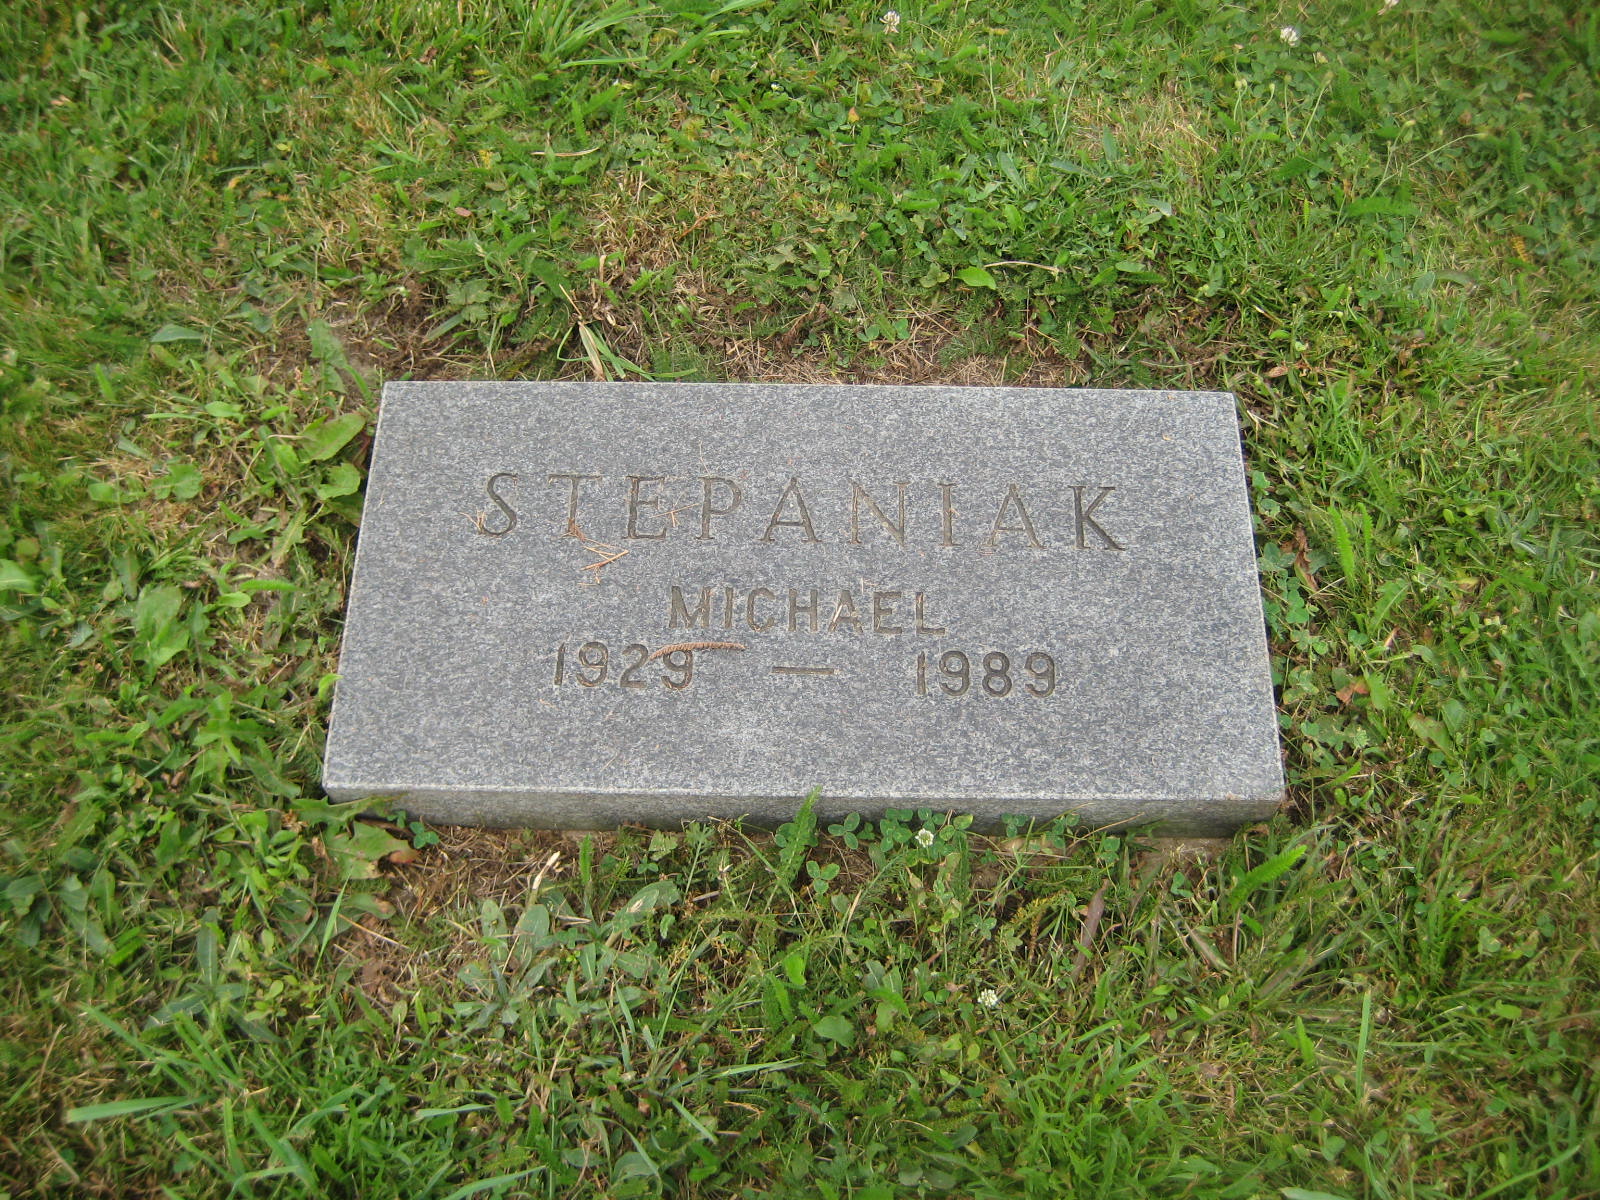 STEPANIAK
MICHAEL
1929 — 1989